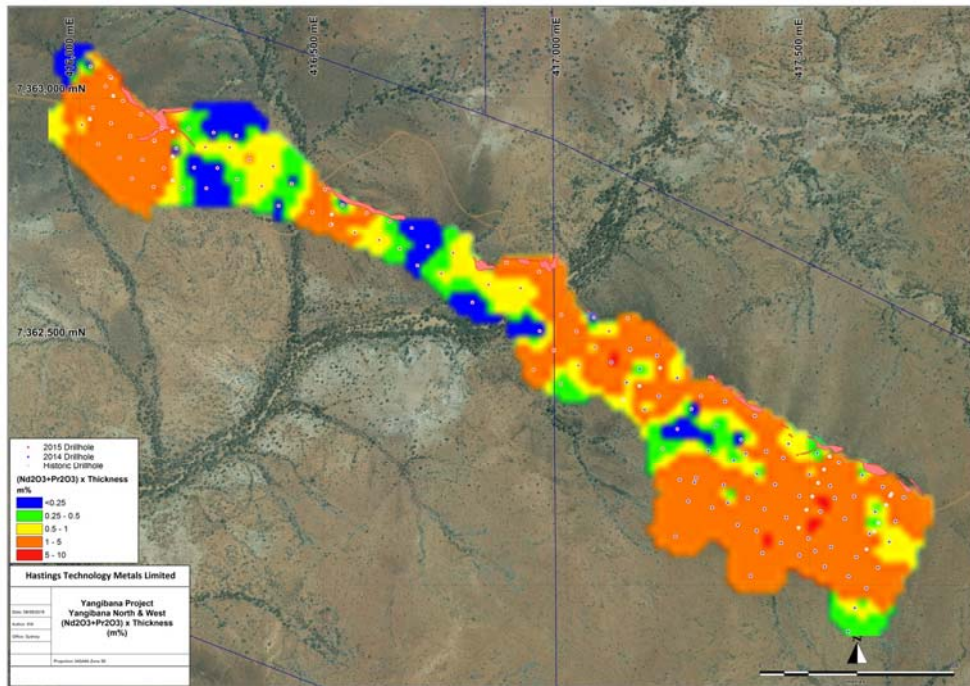 416,500 mE
417,000 mE
417,500 mE
7,363,000 mN
7,362,500 mN
2015 Drillhole
2014 Drillhole
Historic Drillhole
(Nd2O3+Pr2O3) x Thickness
m%
<0.25
0.25 - 0.5
0.5 - 1
1 - 5
5 - 10
Hastings Technology Metals Limited
Yangibana Project
Yangibana North & West
(Nd2O3+Pr2O3) x Thickness
(m%)
Office: Sydney
Z